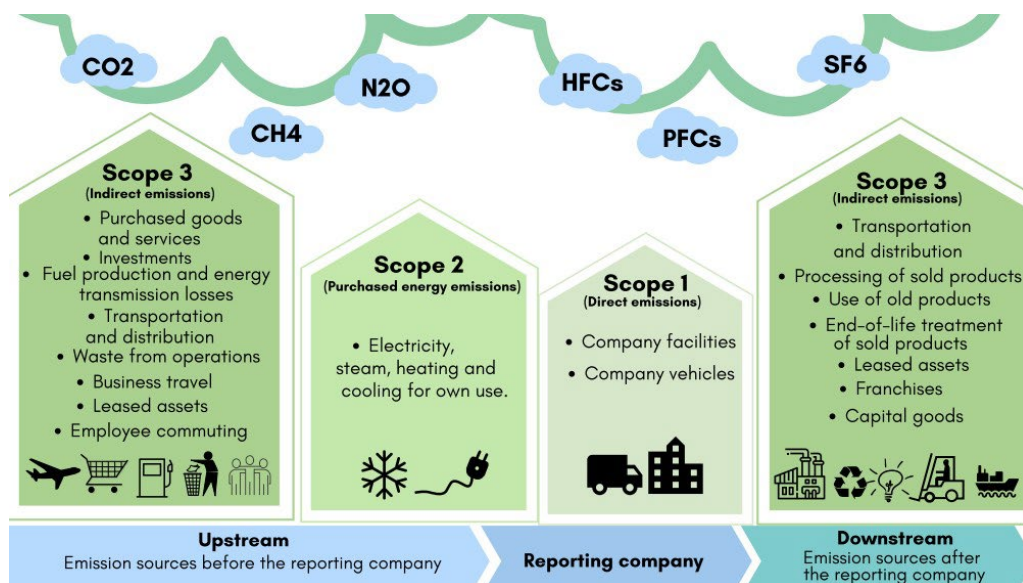 CO2
CH4
N2O
HFCs
PFCs
SF6
Scope 3
(Indirect emissions)
• Purchased goods
and services
• Investments
• Fuel production and energy
transmission losses
• Transportation
and distribution
• Waste from operations
• Business travel
• Leased assets
• Employee commuting
Scope 2
(Purchased energy emissions)
• Electricity,
steam, heating and
cooling for own use.
Scope 1
(Direct emissions)
• Company facilities
• Company vehicles
Scope 3
(Indirect emissions)
• Transportation
and distribution
• Processing of sold products
• Use of old products
• End-of-life treatment
of sold products
• Leased assets
• Franchises
• Capital goods
Upstream
Emission sources before the reporting company
Reporting company
Downstream
Emission sources after
the reporting company